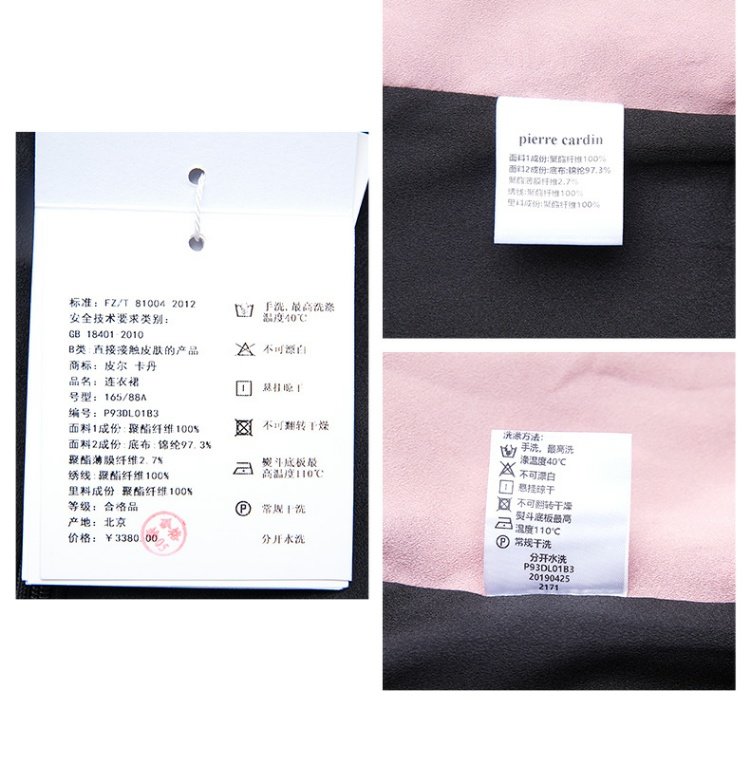 标准: FZ/T 81004 2012
安全技术要求类别:
GB 18401-2010
B类:直接接触皮肤的产品
商标: 皮尔 卡丹
品名: 连衣裙
号型: 165/88A
编号: P93DL01B3
面料1成份:聚酯纤维100%
面料2成份:底布:锦纶97.3%
聚酯薄膜纤维2.7%
绣线:聚酯纤维100%
里料成份 聚酯纤维100%
等级: 合格品
产地: 北京
价格: ¥3380.00
手洗,最高洗涤
温度40℃
不可漂白
悬挂晾干
不可翻转干燥
熨斗底板最
高温度110℃
常规干洗
分开水洗
pierre cardin
面料1成份:聚酯纤维100%
面料2成份:底布:锦纶97.3%
聚酯薄膜纤维2.7%
绣线:聚酯纤维100%
里料成份:聚酯纤维100%
洗涤方法:
手洗，最高洗
涤温度40℃
不可漂白
悬挂晾干
不可翻转干燥
熨斗底板最高
温度110℃
常规干洗
分开水洗
P93DL01B3
20190425
2171